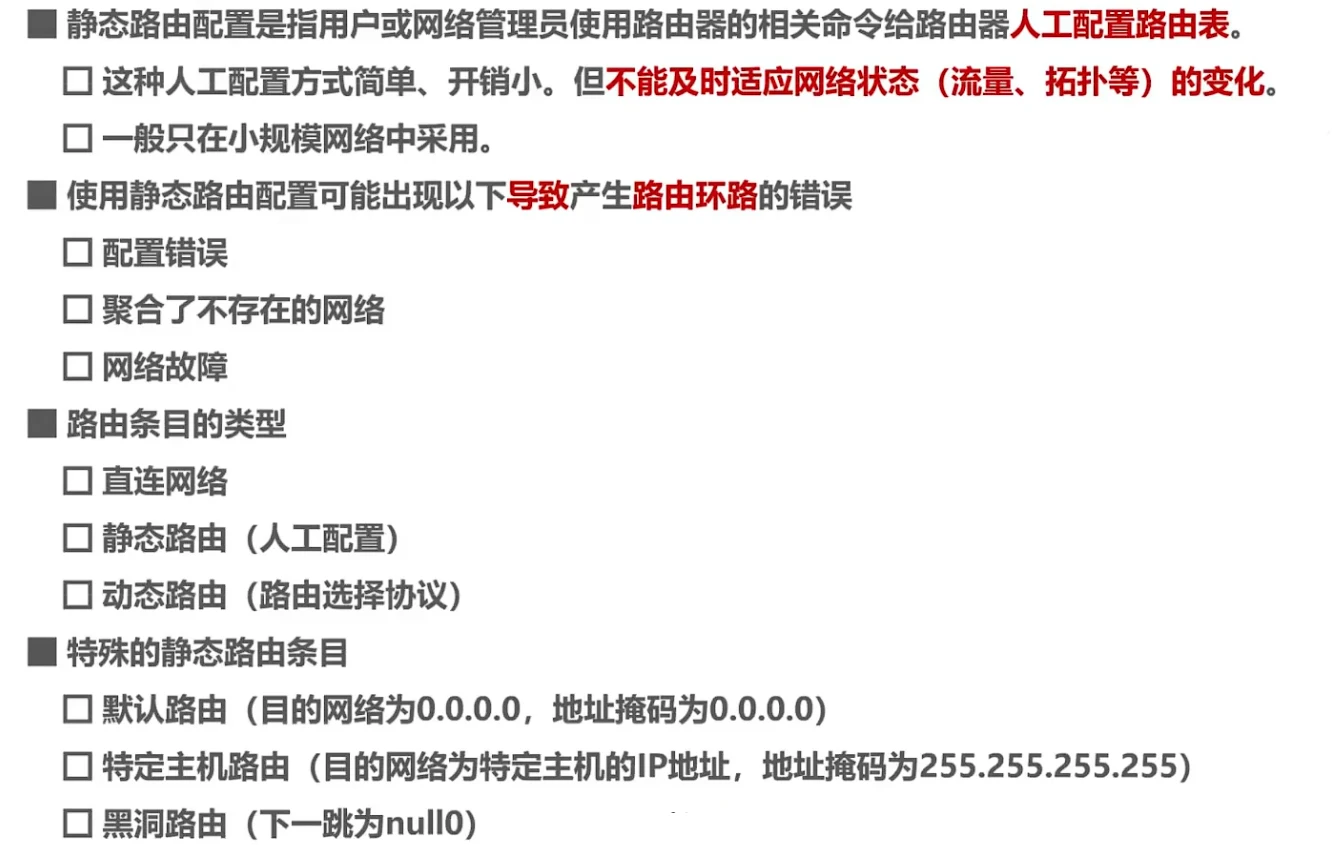 ■ 静态路由配置是指用户或网络管理员使用路由器的相关命令给路由器人工配置路由表。
□ 这种人工配置方式简单、开销小。但不能及时适应网络状态（流量、拓扑等）的变化。
□ 一般只在小规模网络中采用。
■ 使用静态路由配置可能出现以下导致产生路由环路的错误
□ 配置错误
□ 聚合了不存在的网络
□ 网络故障
■ 路由条目的类型
□ 直连网络
□ 静态路由（人工配置）
□ 动态路由（路由选择协议）
■ 特殊的静态路由条目
□ 默认路由（目的网络为0.0.0.0，地址掩码为0.0.0.0）
□ 特定主机路由（目的网络为特定主机的IP地址，地址掩码为255.255.255.255）
□ 黑洞路由（下一跳为null0）